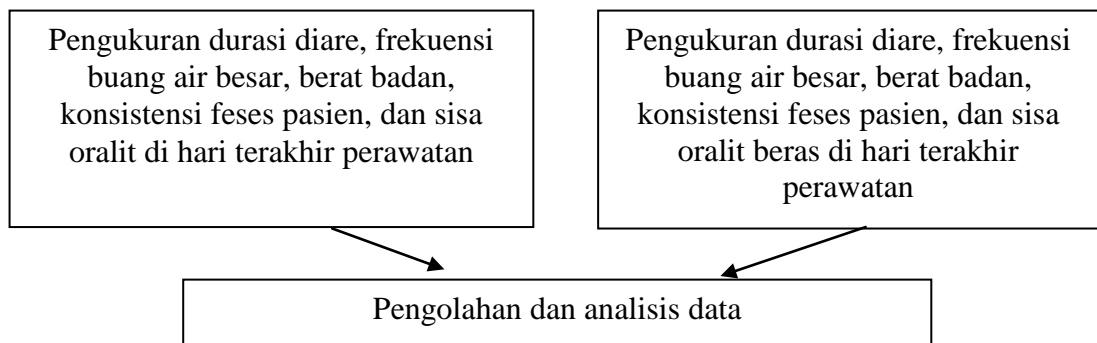 Pengukuran durasi diare, frekuensi
buang air besar, berat badan,
konsistensi feses pasien, dan sisa
oralit di hari terakhir perawatan
Pengukuran durasi diare, frekuensi
buang air besar, berat badan,
konsistensi feses pasien, dan sisa
oralit beras di hari terakhir
perawatan
Pengolahan dan analisis data